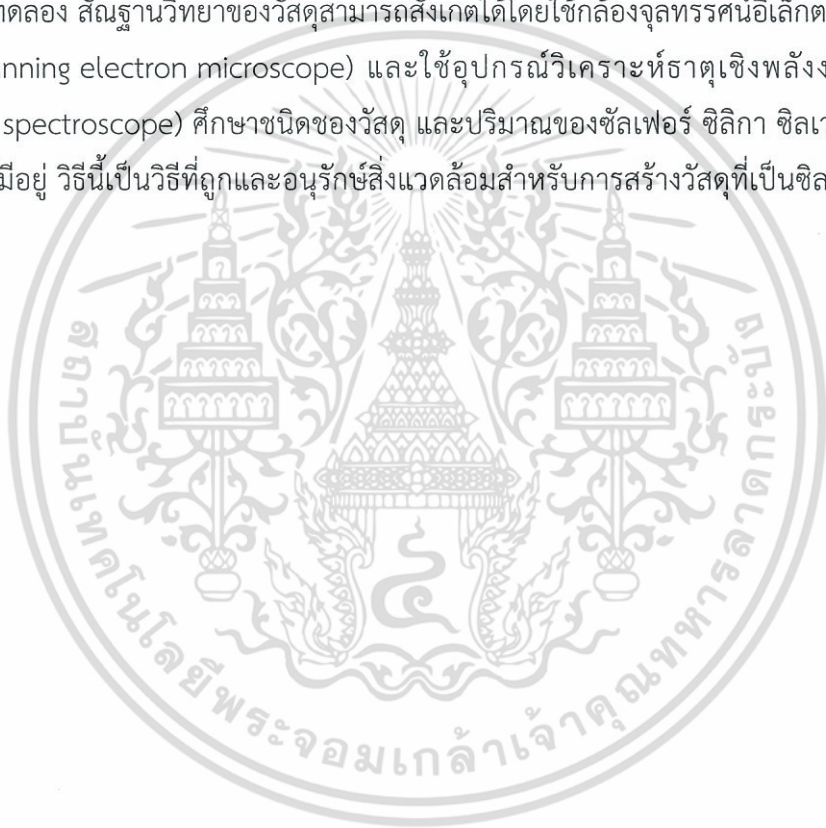 ทดลอง สัณฐานวิทยาของวัสดุสามารถสังเกตได้โดยใช้กล้องจุลทรรศน์อิเล็กต
nning electron microscope) และใช้อุปกรณ์วิเคราะห์ธาตุเชิงพลังง
spectroscope) ศึกษาชนิดชองวัสดุ และปริมาณของซัลเฟอร์ ซิลิกา ซิลเว
มีอยู่ วิธีนี้เป็นวิธีที่ถูกและอนุรักษ์สิ่งแวดล้อมสำหรับการสร้างวัสดุที่เป็นซิล
สถาบันเทคโนโลยีพระจอมเกล้าเจ้าคุณทหารลาดกระบัง
๔